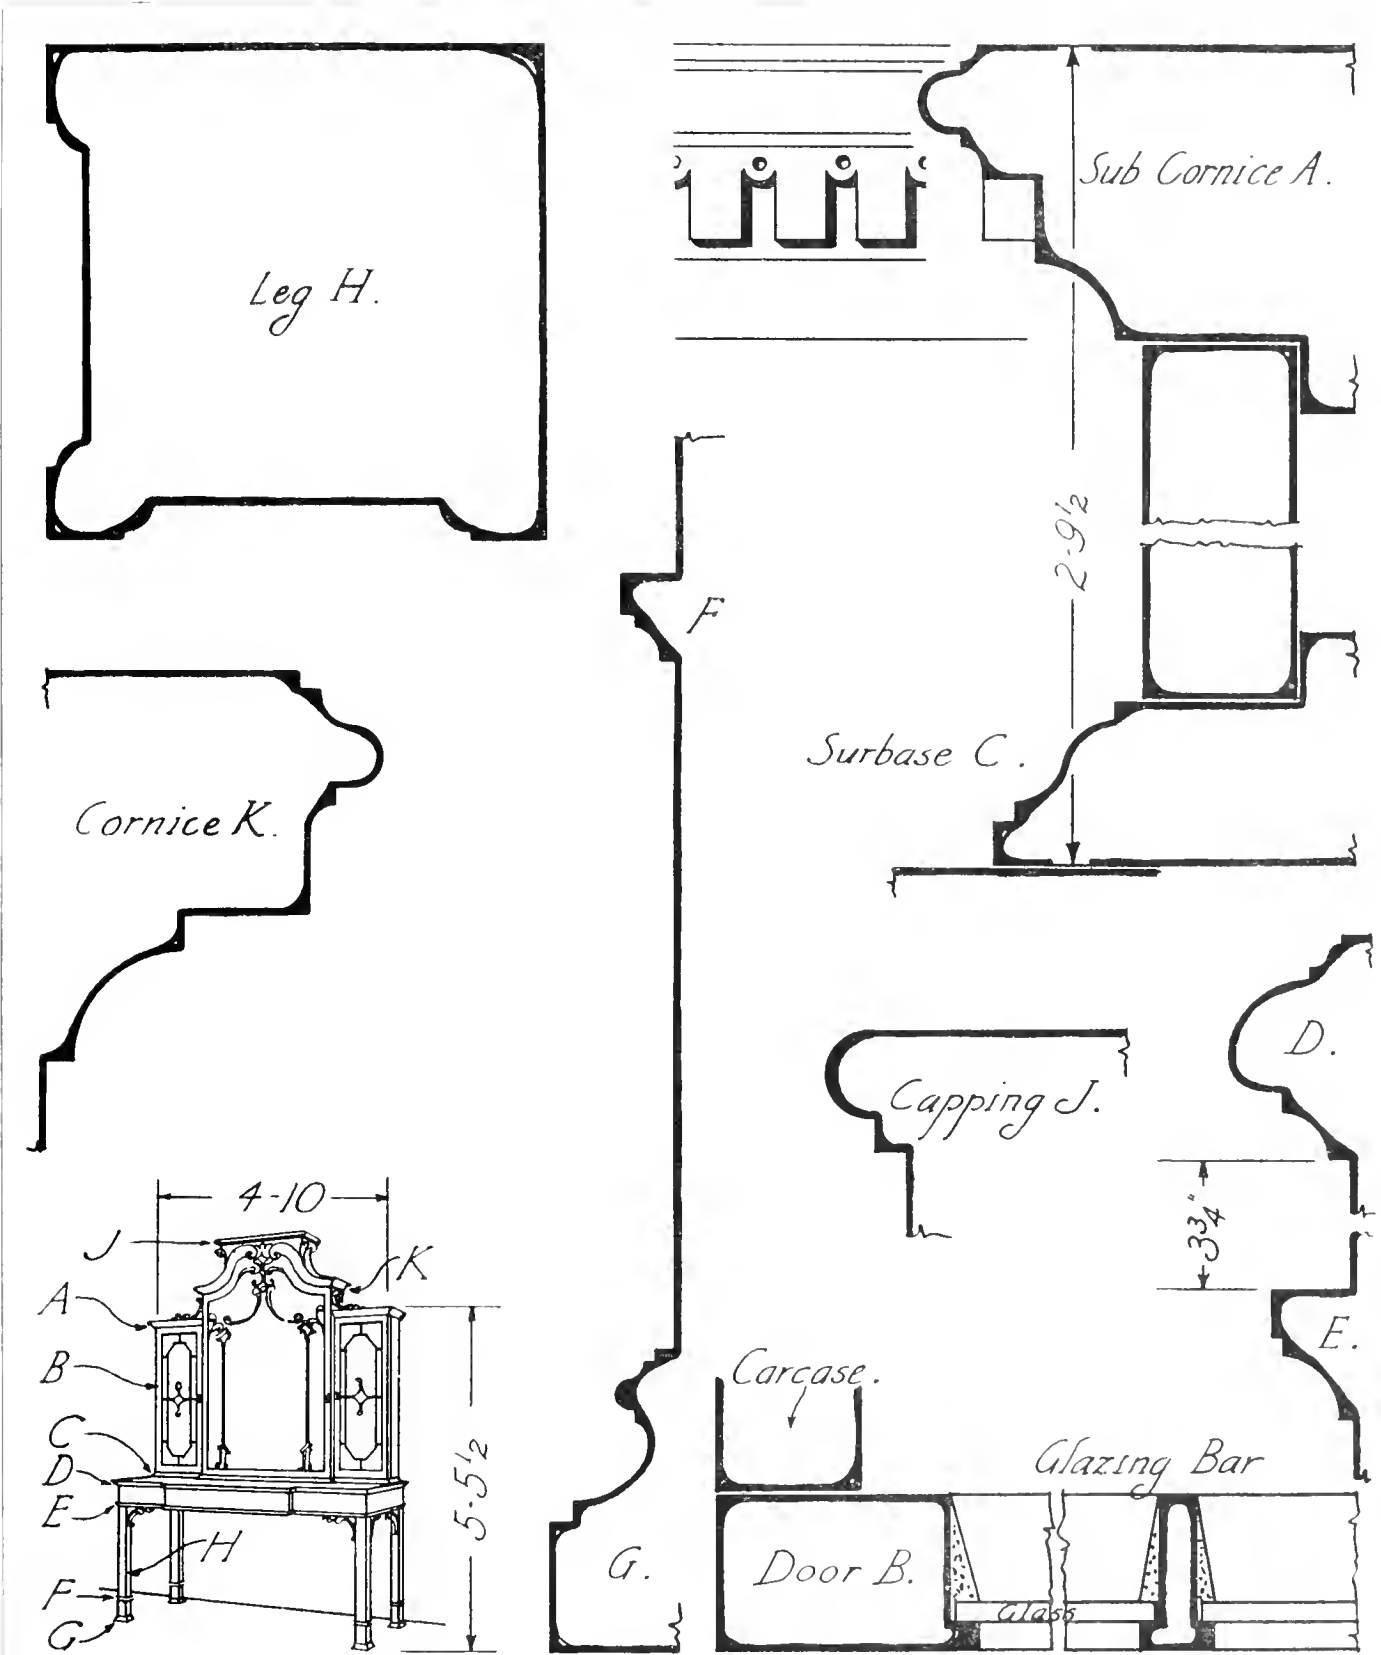 Leg H.
Sub Cornice A.
2-9½
F
Surbase C.
Cornice K.
D.
Capping J.
3¾"
E.
4-10
J
K
A
B
C
D
E
H
F
G
5-5½
Carcase.
Glazing Bar
G.
Door B.
Glass